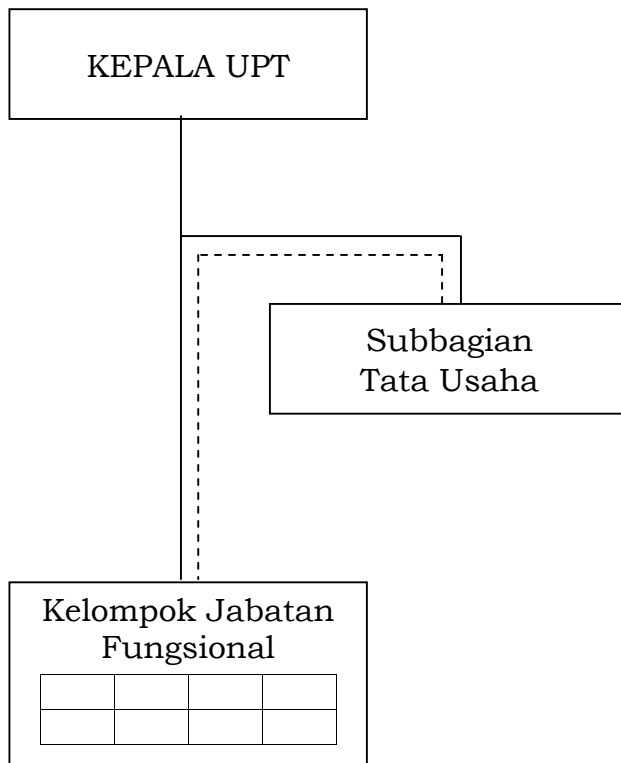 KEPALA UPT
Subbagian
Tata Usaha
Kelompok Jabatan
Fungsional